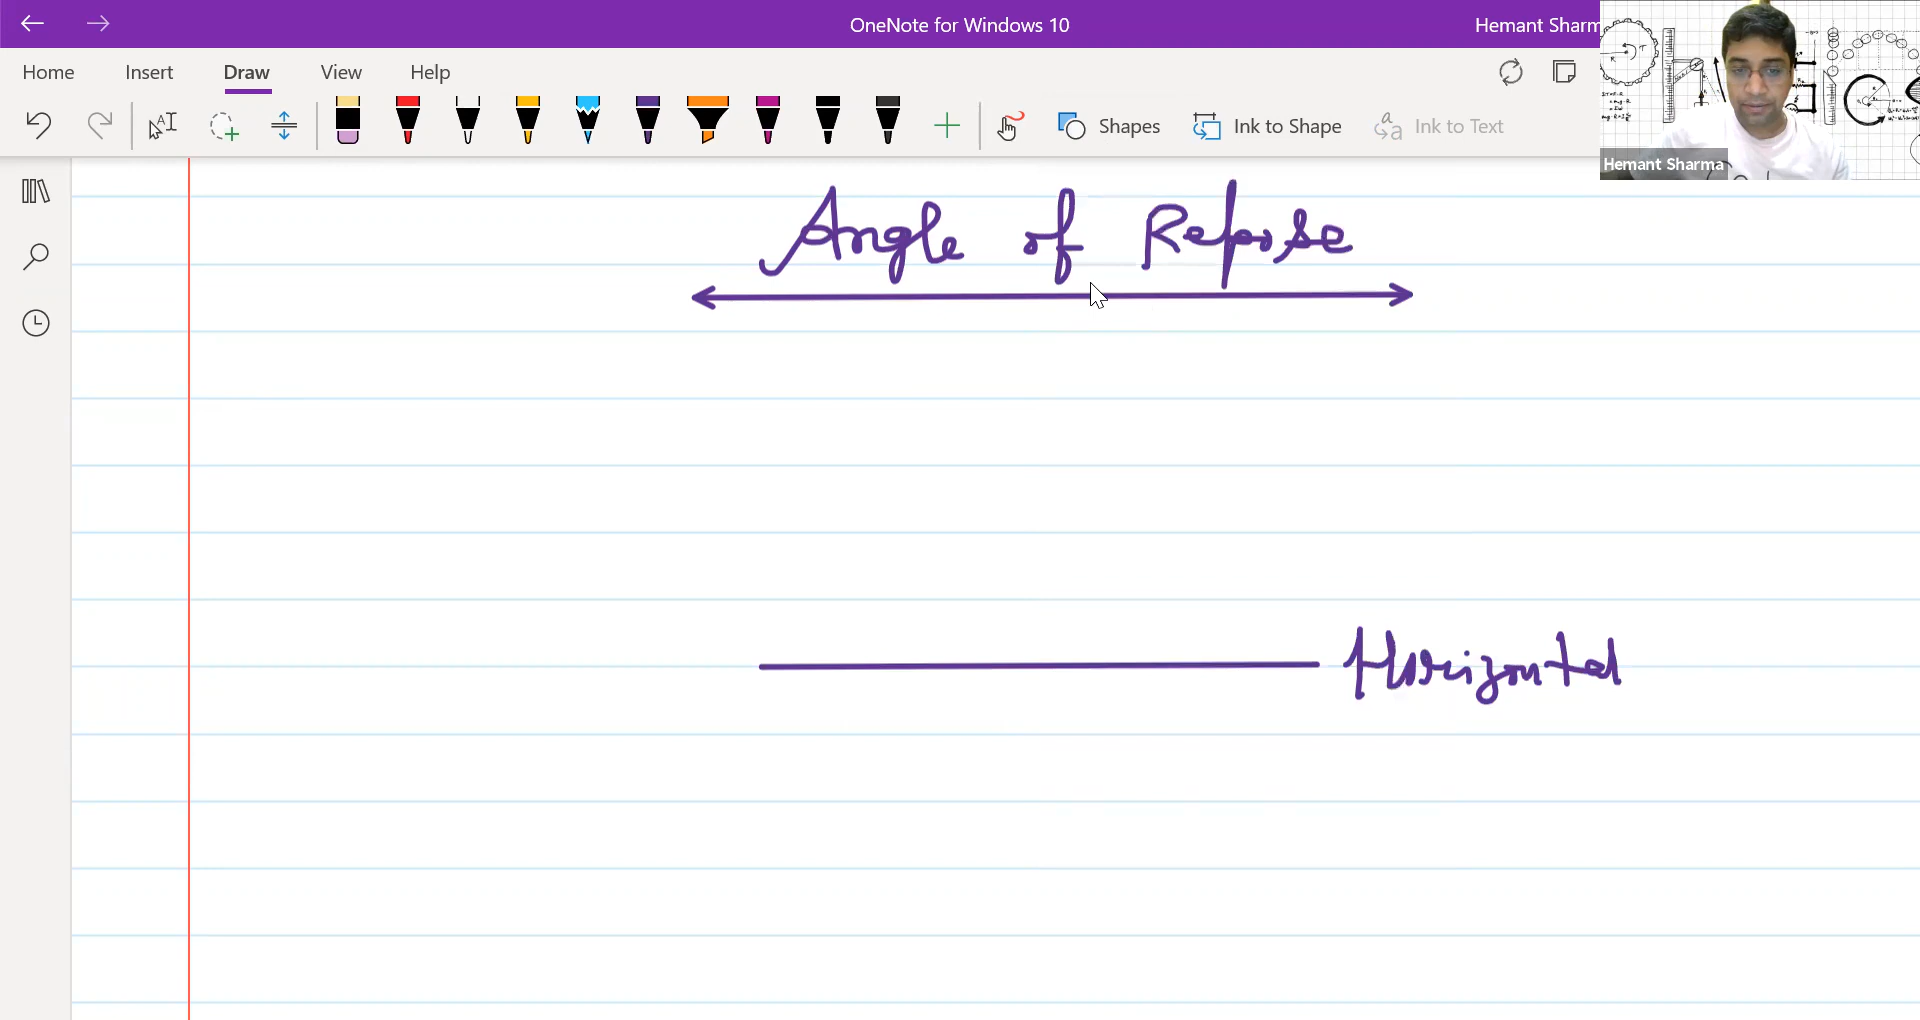 OneNote for Windows 10
Hemant Sharm
Home Insert Draw View Help
Shapes Ink to Shape Ink to Text
Hemant Sharma
Angle of Repose
Horizontal